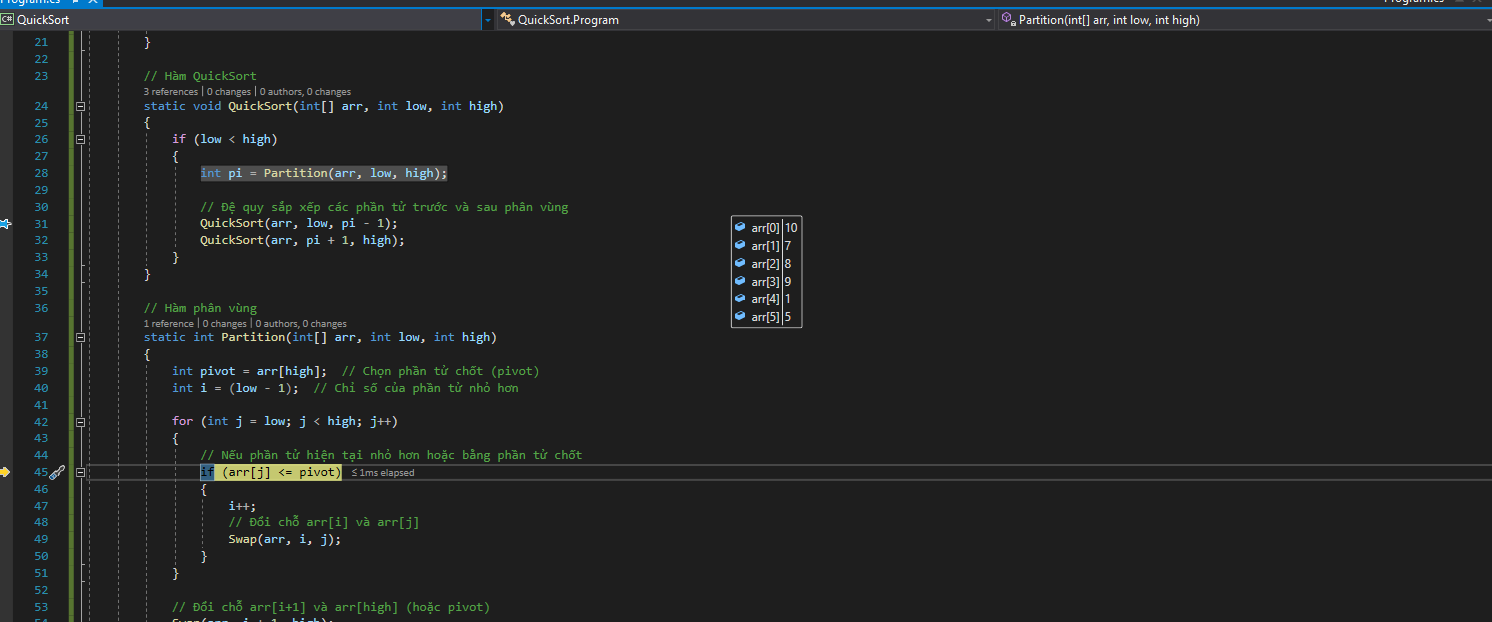 Program.cs
C# QuickSort
QuickSort.Program
Partition(int[] arr, int low, int high)
21 }
22
23 // Hàm QuickSort
3 references | 0 changes | 0 authors, 0 changes
24 static void QuickSort(int[] arr, int low, int high)
25 {
26 if (low < high)
27 {
28 int pi = Partition(arr, low, high);
29
30 // Đệ quy sắp xếp các phần tử trước và sau phân vùng
31 QuickSort(arr, low, pi - 1);
32 QuickSort(arr, pi + 1, high);
33 }
34 }
35
arr[0] 10
arr[1] 7
arr[2] 8
arr[3] 9
arr[4] 1
arr[5] 5
36 // Hàm phân vùng
1 reference | 0 changes | 0 authors, 0 changes
37 static int Partition(int[] arr, int low, int high)
38 {
39 int pivot = arr[high]; // Chọn phần tử chốt (pivot)
40 int i = (low - 1); // Chỉ số của phần tử nhỏ hơn
41
42 for (int j = low; j < high; j++)
43 {
44 // Nếu phần tử hiện tại nhỏ hơn hoặc bằng phần tử chốt
45 if (arr[j] <= pivot) ≤ 1ms elapsed
46 {
47 i++;
48 // Đổi chỗ arr[i] và arr[j]
49 Swap(arr, i, j);
50 }
51 }
52
53 // Đổi chỗ arr[i+1] và arr[high] (hoặc pivot)